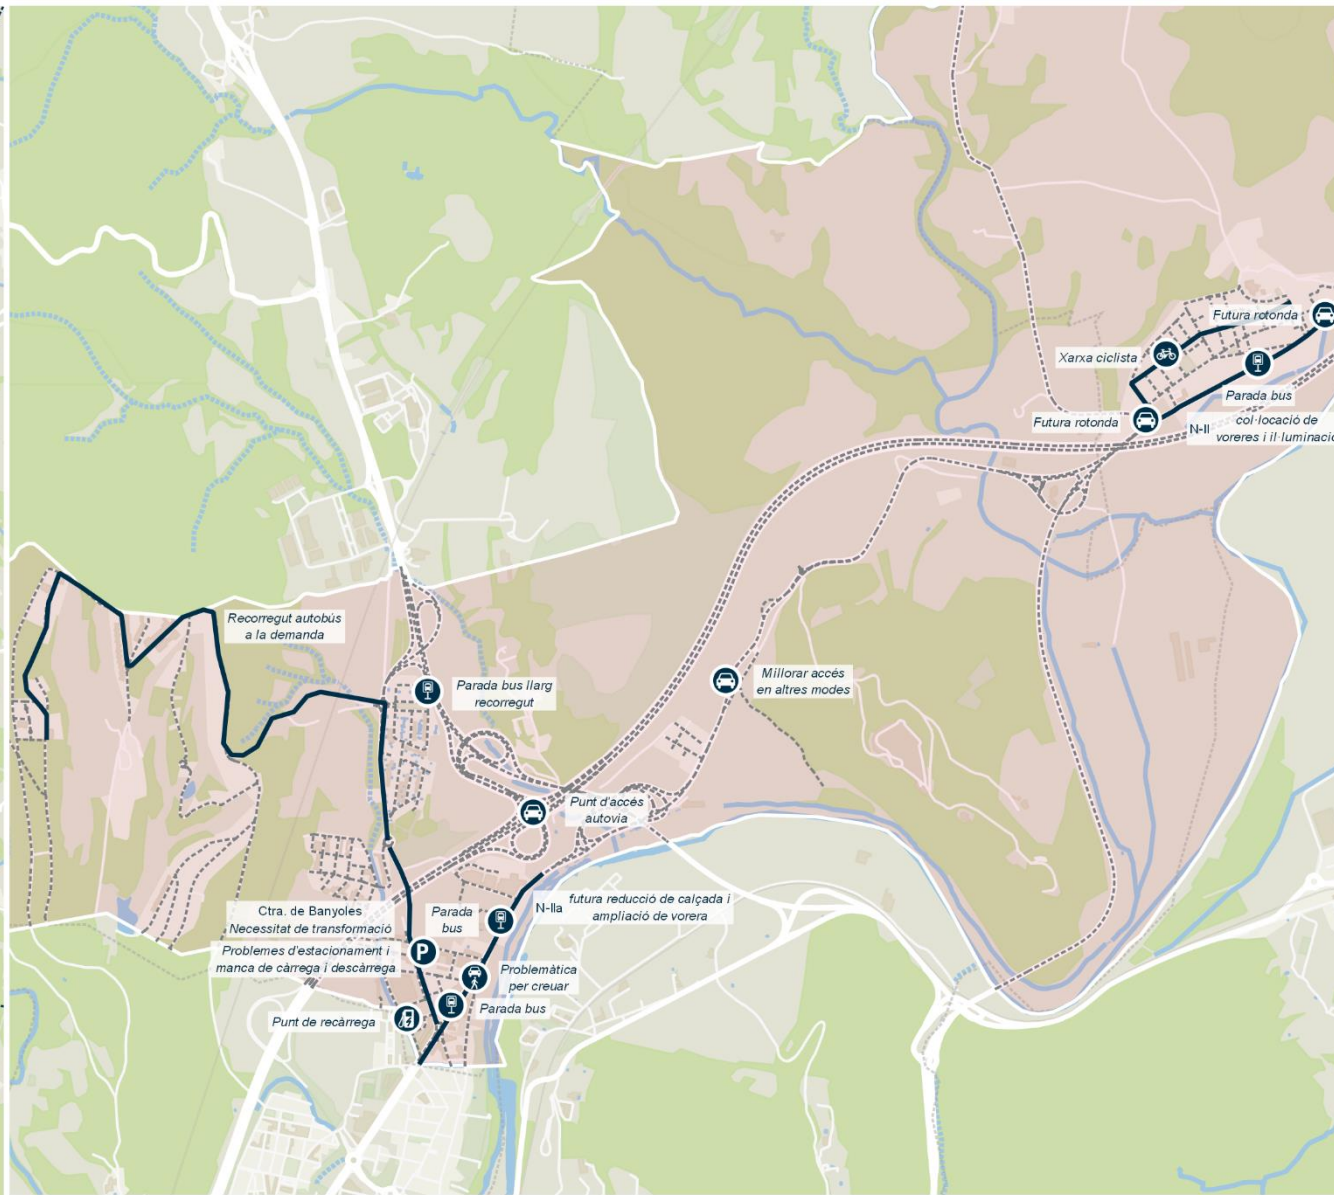 Futura rotonda
Xarxa ciclista
Parada bus
Futura rotonda
N-II
col·locació de
voreres i il·luminació
Recorregut autobús
a la demanda
Parada bus llarg
recorregut
Millorar accés
en altres modes
Punt d'accés
autovia
Ctra. de Banyoles
Necessitat de transformació
Parada
bus
N-IIa
futura reducció de calçada i
ampliació de vorera
Problemes d'estacionament i
manca de càrrega i descàrrega
P
Problemàtica
per creuar
Parada bus
Punt de recàrrega